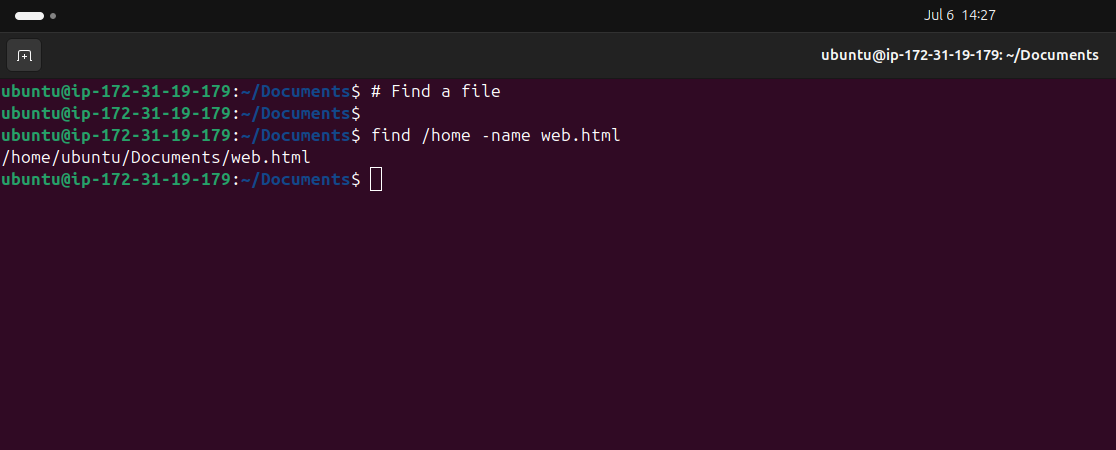 Jul 6 14:27
ubuntu@ip-172-31-19-179: ~/Documents
ubuntu@ip-172-31-19-179:~/Documents$ # Find a file
ubuntu@ip-172-31-19-179:~/Documents$
ubuntu@ip-172-31-19-179:~/Documents$ find /home -name web.html
/home/ubuntu/Documents/web.html
ubuntu@ip-172-31-19-179:~/Documents$